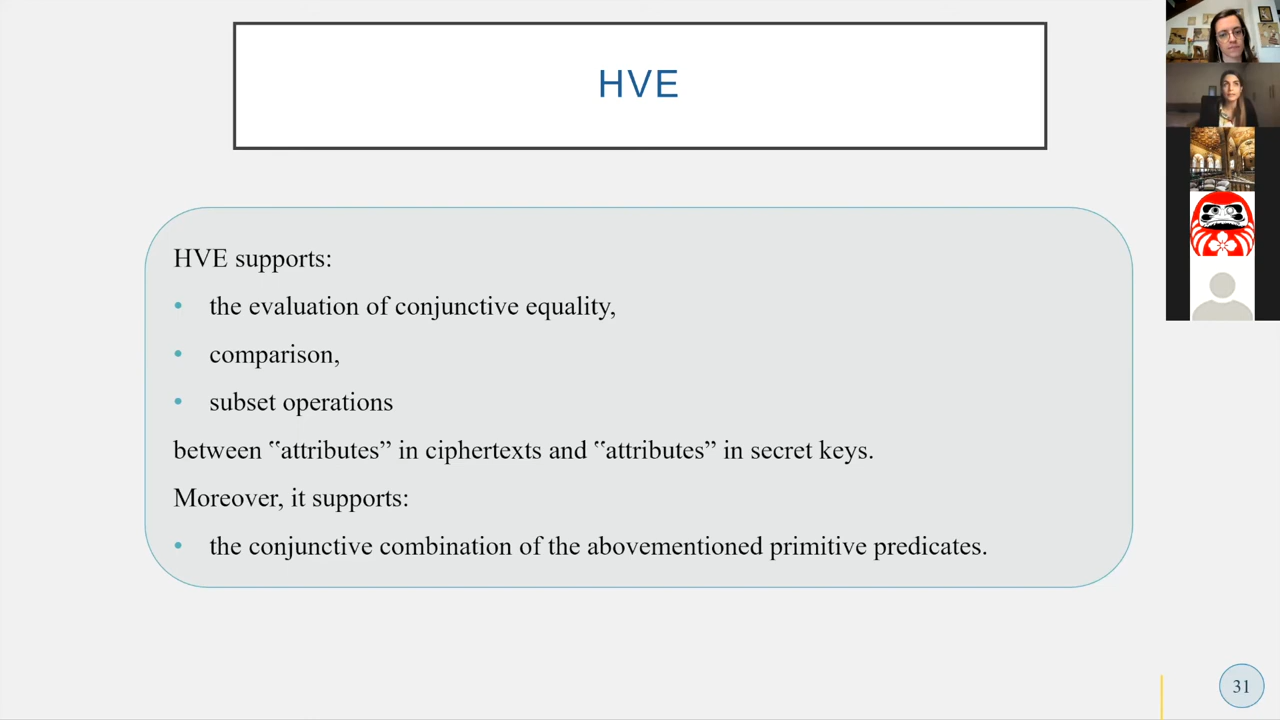 HVE
HVE supports:
• the evaluation of conjunctive equality,
• comparison,
• subset operations
between ‟attributes” in ciphertexts and ‟attributes” in secret keys.
Moreover, it supports:
• the conjunctive combination of the abovementioned primitive predicates.
31